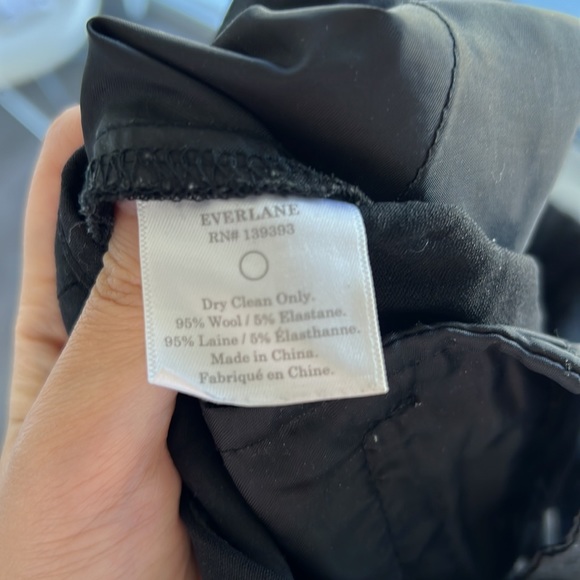 EVERLANE
RN# 139393
Dry Clean Only.
95% Wool / 5% Elastane.
95% Laine / 5% Élasthanne.
Made in China.
Fabriqué en Chine.